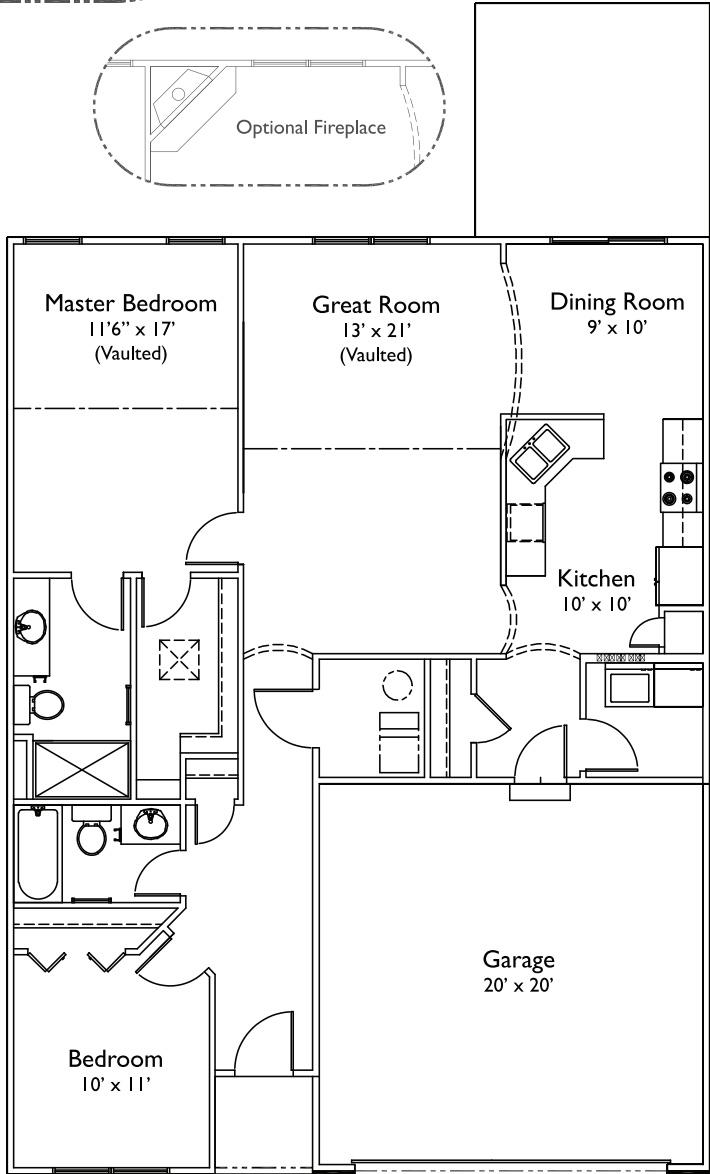 Optional Fireplace
Master Bedroom
11'6” x 17'
(Vaulted)
Great Room
13' x 21'
(Vaulted)
Dining Room
9' x 10'
Kitchen
10' x 10'
Garage
20' x 20'
Bedroom
10' x 11'